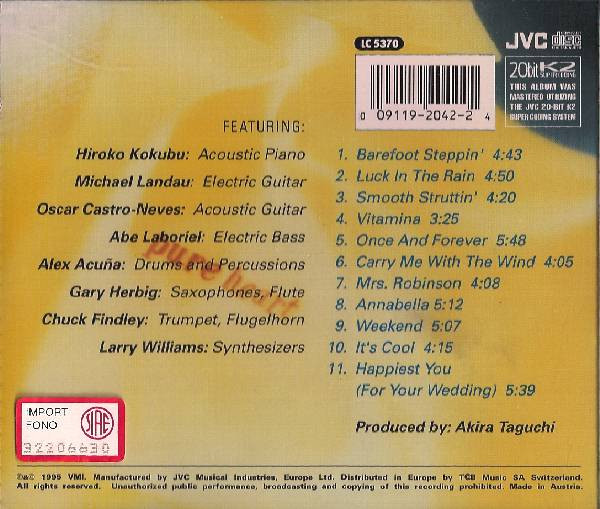 LC 5370
JVC COMPACT disc DIGITAL AUDIO
20bit K2
SUPER CODING
THIS ALBUM WAS
MASTERED UTILIZING
THE JVC 20-BIT K2
SUPER CODING SYSTEM
0 09119-2042-2 4
FEATURING:
Hiroko Kokubu: Acoustic Piano
Michael Landau: Electric Guitar
Oscar Castro-Neves: Acoustic Guitar
Abe Laboriel: Electric Bass
Alex Acuña: Drums and Percussions
Gary Herbig: Saxophones, Flute
Chuck Findley: Trumpet, Flugelhorn
Larry Williams: Synthesizers
pure heart
1. Barefoot Steppin' 4:43
2. Luck In The Rain 4:50
3. Smooth Struttin' 4:20
4. Vitamina 3:25
5. Once And Forever 5:48
6. Carry Me With The Wind 4:05
7. Mrs. Robinson 4:08
8. Annabella 5:12
9. Weekend 5:07
10. It's Cool 4:15
11. Happiest You
(For Your Wedding) 5:39
Produced by: Akira Taguchi
IMPORT
FONO
SIAE
32206630
℗&© 1995 VMI. Manufactured by JVC Musical Industries, Europe Ltd. Distributed in Europe by TCB Music SA Switzerland.
All rights reserved. Unauthorized public performance, broadcasting and copying of this recording prohibited. Made in Austria.